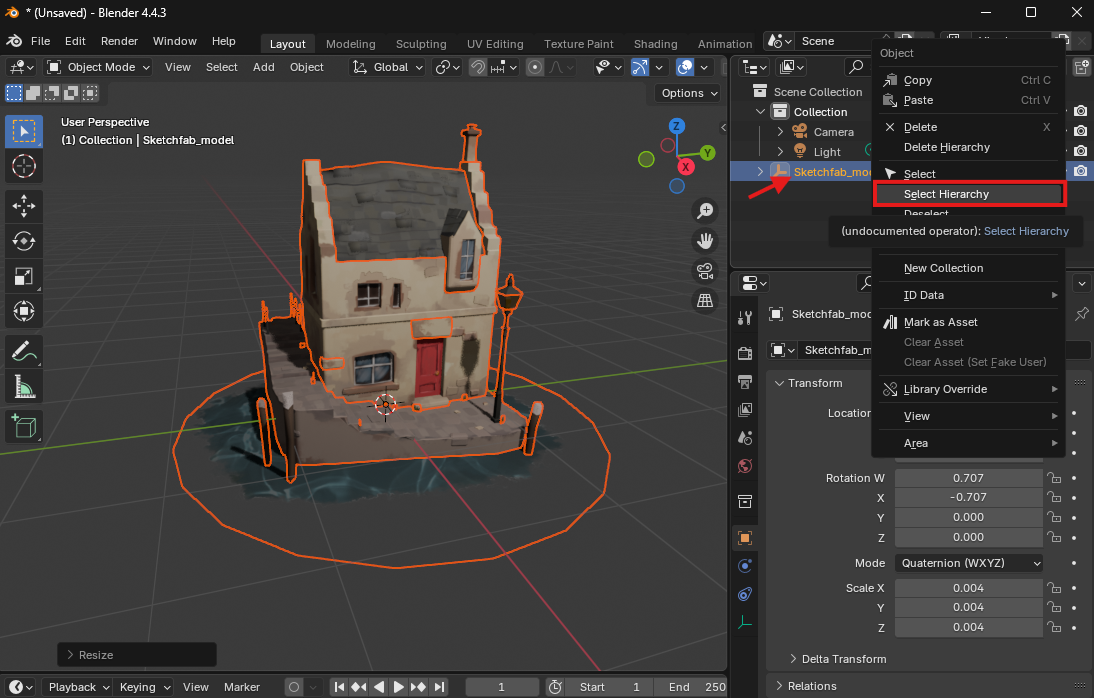 * (Unsaved) - Blender 4.4.3
File Edit Render Window Help Layout Modeling Sculpting UV Editing Texture Paint Shading Animation Scene
Object Mode View Select Add Object Global
Options
User Perspective
(1) Collection | Sketchfab_model
Z
Y
X
Resize
Playback Keying View Marker 1 Start 1 End 250
Scene Collection
Collection
Camera
Light
Sketchfab_mo
Object
Copy Ctrl C
Paste Ctrl V
Delete X
Delete Hierarchy
Select
Select Hierarchy
Deselect
(undocumented operator): Select Hierarchy
New Collection
ID Data
Mark as Asset
Clear Asset
Clear Asset (Set Fake User)
Library Override
View
Area
Sketchfab_mo
Sketchfab_m
Transform
Location
Rotation W 0.707
X -0.707
Y 0.000
Z 0.000
Mode Quaternion (WXYZ)
Scale X 0.004
Y 0.004
Z 0.004
Delta Transform
Relations